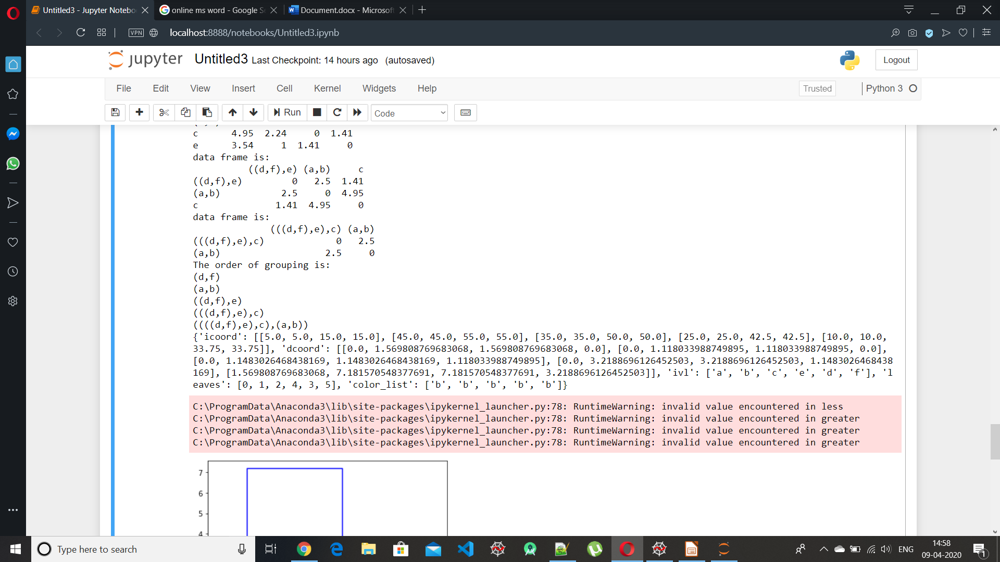 Untitled3 - Jupyter Notebo
online ms word - Google S
Document.docx - Microsoft
VPN
localhost:8888/notebooks/Untitled3.ipynb
jupyter Untitled3 Last Checkpoint: 14 hours ago (autosaved)
Logout
File Edit View Insert Cell Kernel Widgets Help
Trusted
Python 3
Run
Code
c 4.95 2.24 0 1.41
e 3.54 1 1.41 0
data frame is:
((d,f),e) (a,b) c
((d,f),e) 0 2.5 1.41
(a,b) 2.5 0 4.95
c 1.41 4.95 0
data frame is:
(((d,f),e),c) (a,b)
(((d,f),e),c) 0 2.5
(a,b) 2.5 0
The order of grouping is:
(d,f)
(a,b)
((d,f),e)
(((d,f),e),c)
((((d,f),e),c),(a,b))
{'icoord': [[5.0, 5.0, 15.0, 15.0], [45.0, 45.0, 55.0, 55.0], [35.0, 35.0, 50.0, 50.0], [25.0, 25.0, 42.5, 42.5], [10.0, 10.0,
33.75, 33.75]], 'dcoord': [[0.0, 1.569808769683068, 1.569808769683068, 0.0], [0.0, 1.118033988749895, 1.118033988749895, 0.0],
[0.0, 1.1483026468438169, 1.1483026468438169, 1.118033988749895], [0.0, 3.2188696126452503, 3.2188696126452503, 1.1483026468438
169], [1.569808769683068, 7.181570548377691, 7.181570548377691, 3.2188696126452503]], 'ivl': ['a', 'b', 'c', 'e', 'd', 'f'], 'l
eaves': [0, 1, 2, 4, 3, 5], 'color_list': ['b', 'b', 'b', 'b', 'b']}
C:\ProgramData\Anaconda3\lib\site-packages\ipykernel_launcher.py:78: RuntimeWarning: invalid value encountered in less
C:\ProgramData\Anaconda3\lib\site-packages\ipykernel_launcher.py:78: RuntimeWarning: invalid value encountered in greater
C:\ProgramData\Anaconda3\lib\site-packages\ipykernel_launcher.py:78: RuntimeWarning: invalid value encountered in greater
C:\ProgramData\Anaconda3\lib\site-packages\ipykernel_launcher.py:78: RuntimeWarning: invalid value encountered in greater
7
6
5
4
Type here to search
ENG
14:58
09-04-2020
1